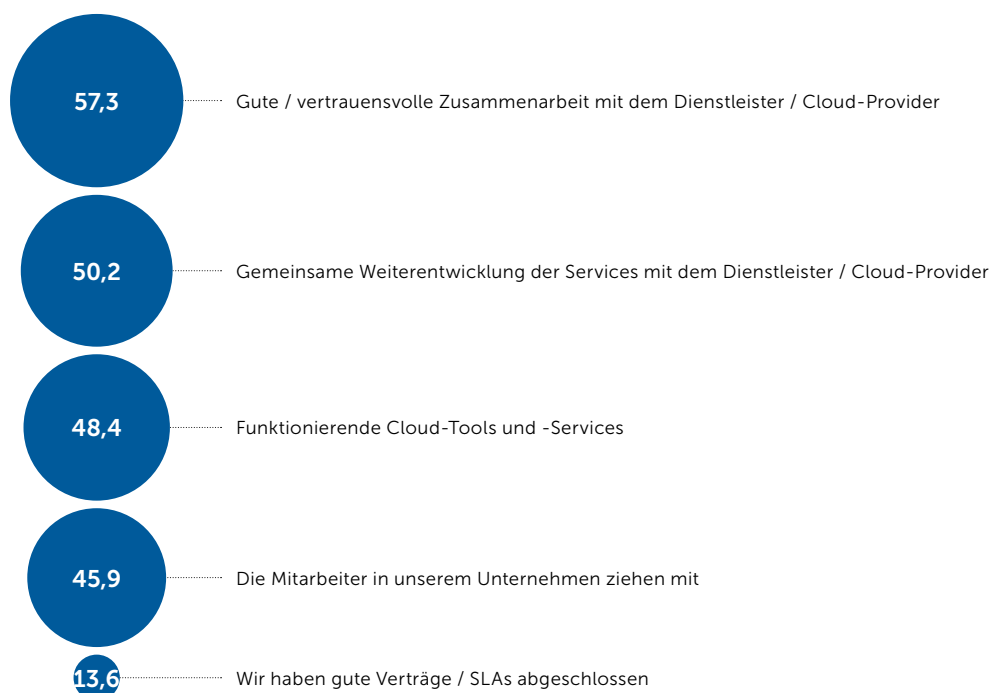 57,3 Gute / vertrauensvolle Zusammenarbeit mit dem Dienstleister / Cloud-Provider
50,2 Gemeinsame Weiterentwicklung der Services mit dem Dienstleister / Cloud-Provider
48,4 Funktionierende Cloud-Tools und -Services
45,9 Die Mitarbeiter in unserem Unternehmen ziehen mit
13,6 Wir haben gute Verträge / SLAs abgeschlossen